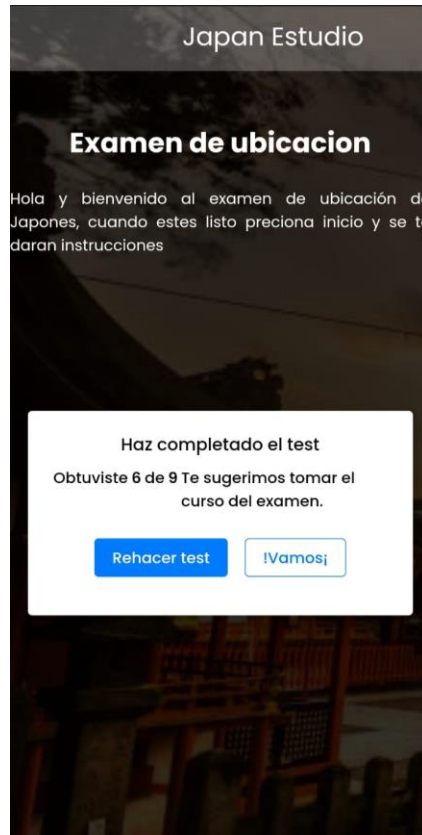 Japan Estudio
Examen de ubicacion
Hola y bienvenido al examen de ubicación d
Japones, cuando estes listo preciona inicio y se t
daran instrucciones
Haz completado el test
Obtuviste 6 de 9 Te sugerimos tomar el
curso del examen.
Rehacer test
!Vamos¡